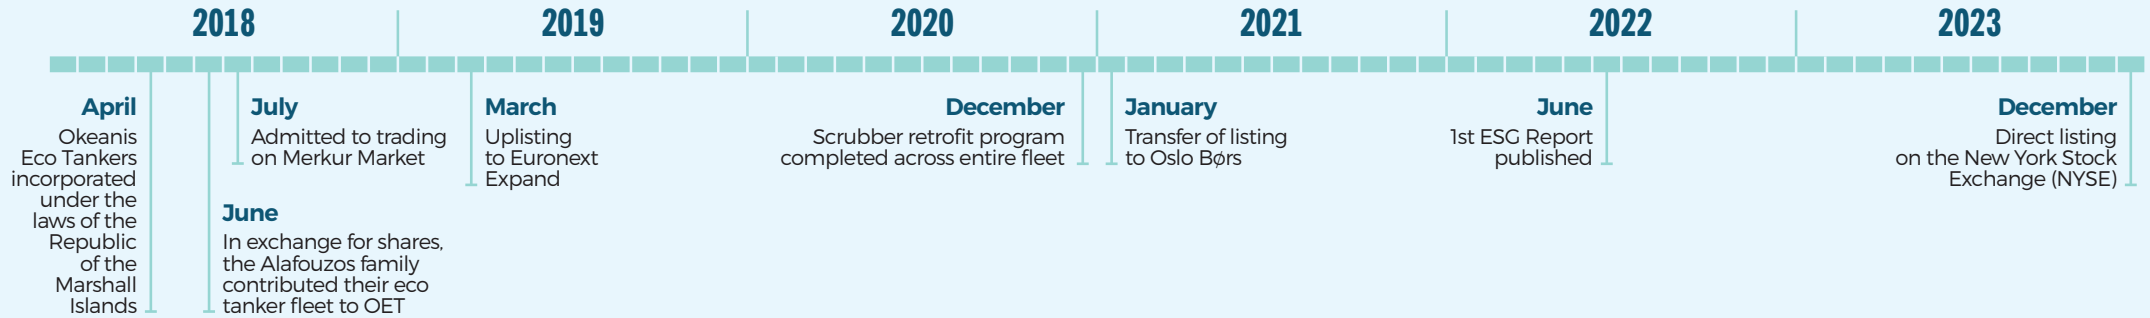 2018
2019
2020
2021
2022
2023
April
Okeanis
Eco Tankers
incorporated
under the
laws of the
Republic
of the
Marshall
Islands
June
In exchange for shares,
the Alafouzos family
contributed their eco
tanker fleet to OET
July
Admitted to trading
on Merkur Market
March
Uplisting
to Euronext
Expand
December
Scrubber retrofit program
completed across entire fleet
January
Transfer of listing
to Oslo Børs
June
1st ESG Report
published
December
Direct listing
on the New York Stock
Exchange (NYSE)